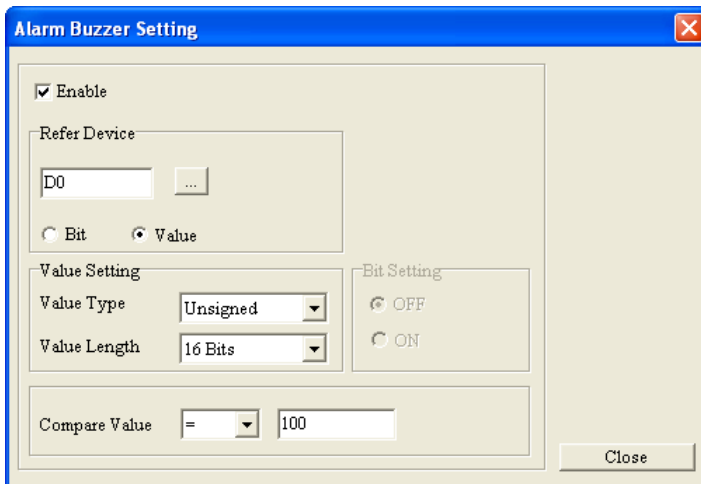 Alarm Buzzer Setting
Enable
Refer Device
D0
...
Bit Value
Value Setting
Value Type Unsigned
Value Length 16 Bits
Bit Setting
OFF
ON
Compare Value = 100
Close